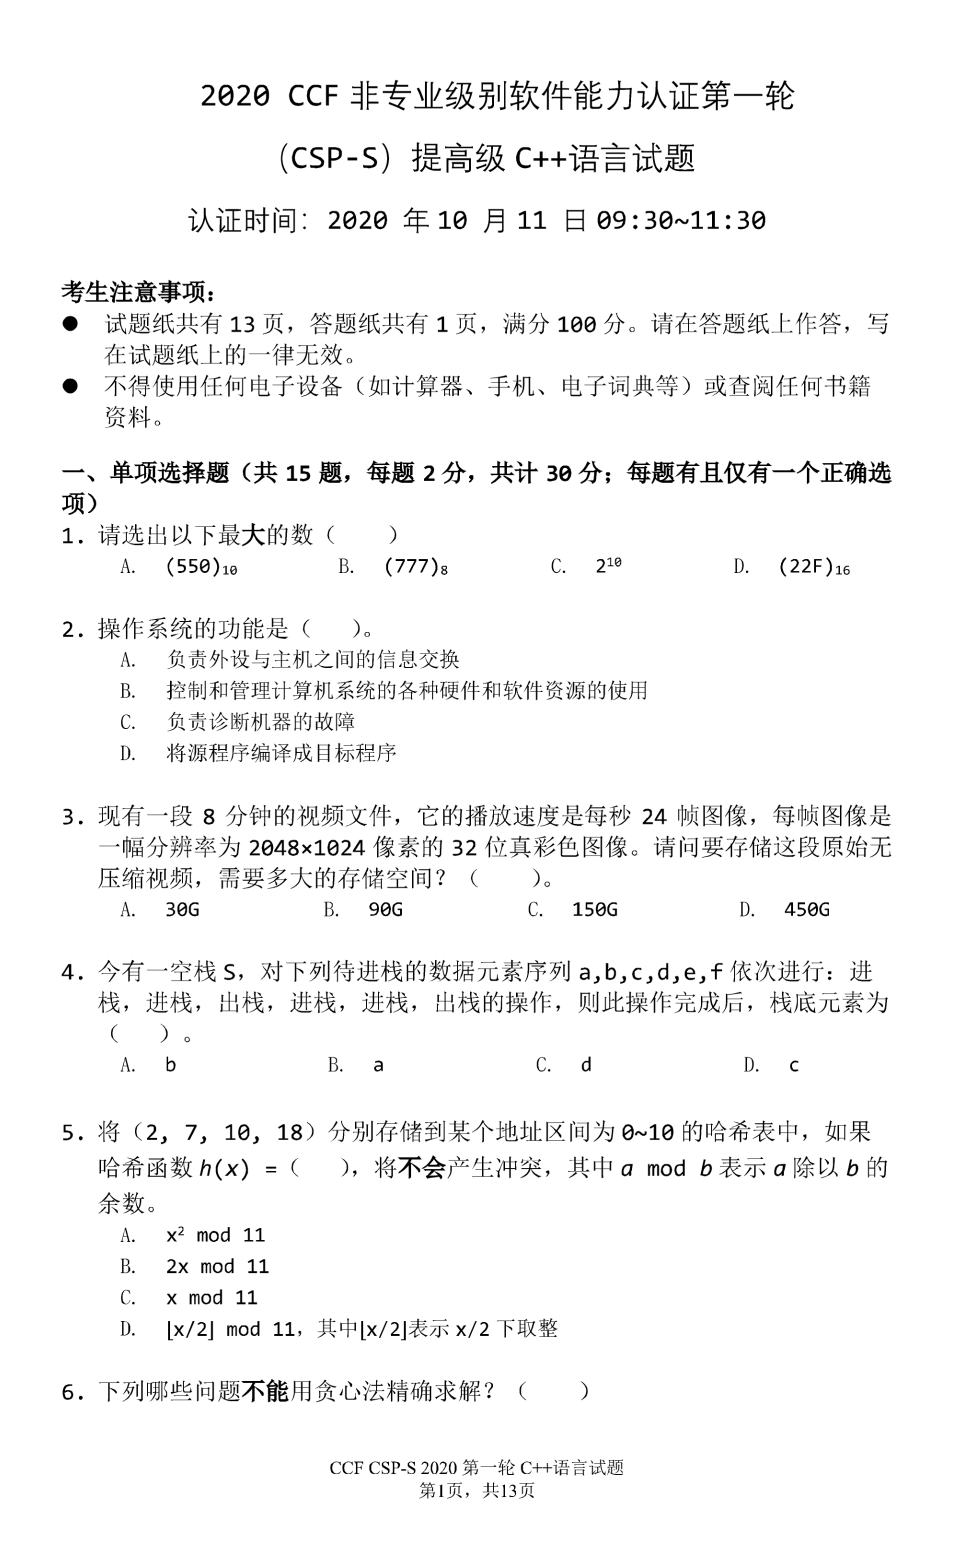 2020 CCF 非专业级别软件能力认证第一轮
（CSP-S）提高级 C++语言试题
认证时间：2020 年 10 月 11 日 09:30~11:30
考生注意事项：
● 试题纸共有 13 页，答题纸共有 1 页，满分 100 分。请在答题纸上作答，写
在试题纸上的一律无效。
● 不得使用任何电子设备（如计算器、手机、电子词典等）或查阅任何书籍
资料。
一、单项选择题（共 15 题，每题 2 分，共计 30 分；每题有且仅有一个正确选
项）
1. 请选出以下最大的数（ ）
A. (550)₁₀ B. (777)₈ C. 2¹⁰ D. (22F)₁₆
2. 操作系统的功能是（ ）。
A. 负责外设与主机之间的信息交换
B. 控制和管理计算机系统的各种硬件和软件资源的使用
C. 负责诊断机器的故障
D. 将源程序编译成目标程序
3. 现有一段 8 分钟的视频文件，它的播放速度是每秒 24 帧图像，每帧图像是
一幅分辨率为 2048×1024 像素的 32 位真彩色图像。请问要存储这段原始无
压缩视频，需要多大的存储空间？（ ）。
A. 30G B. 90G C. 150G D. 450G
4. 今有一空栈 S，对下列待进栈的数据元素序列 a,b,c,d,e,f 依次进行：进
栈，进栈，出栈，进栈，进栈，出栈的操作，则此操作完成后，栈底元素为
（ ）。
A. b B. a C. d D. c
5. 将（2, 7, 10, 18）分别存储到某个地址区间为 0~10 的哈希表中，如果
哈希函数 h(x) =（ ），将不会产生冲突，其中 a mod b 表示 a 除以 b 的
余数。
A. x² mod 11
B. 2x mod 11
C. x mod 11
D. ⌊x/2⌋ mod 11，其中⌊x/2⌋表示 x/2 下取整
6. 下列哪些问题不能用贪心法精确求解？（ ）
CCF CSP-S 2020 第一轮 C++语言试题
第1页，共13页